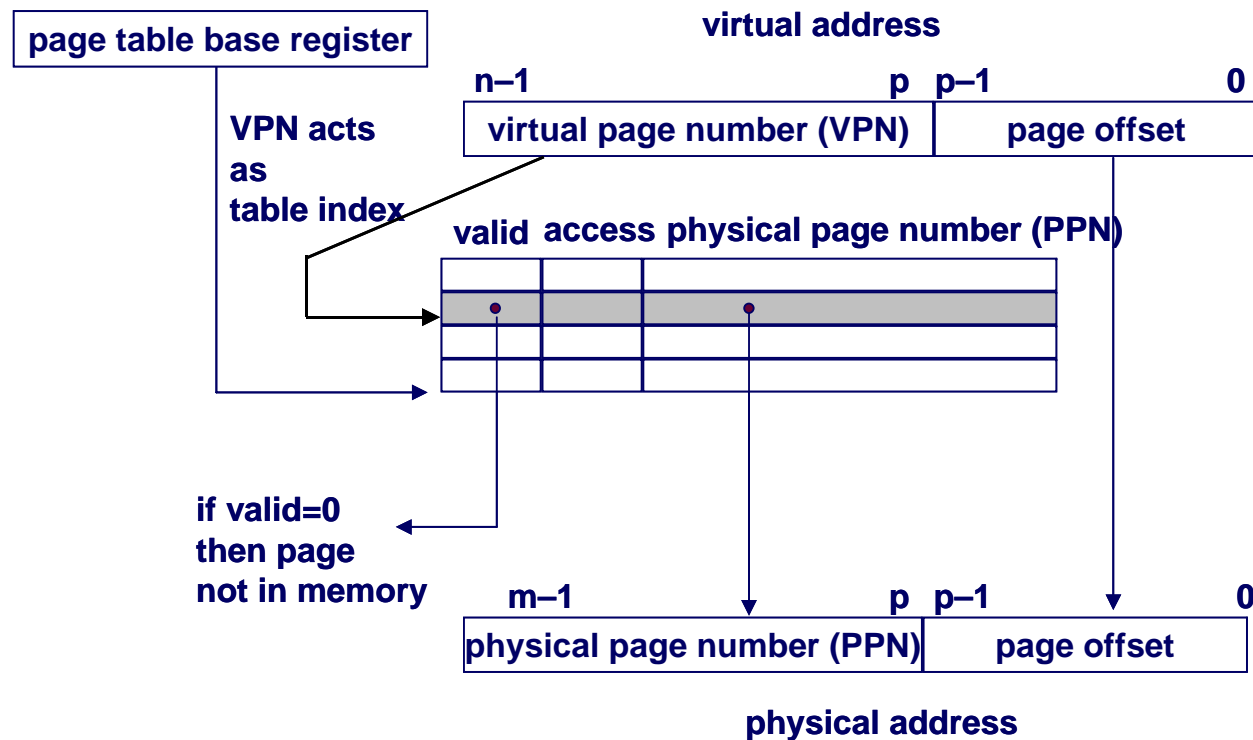 page table base register
virtual address
n–1 p p–1 0
virtual page number (VPN) page offset
VPN acts
as
table index
valid access physical page number (PPN)
if valid=0
then page
not in memory
m–1 p p–1 0
physical page number (PPN) page offset
physical address